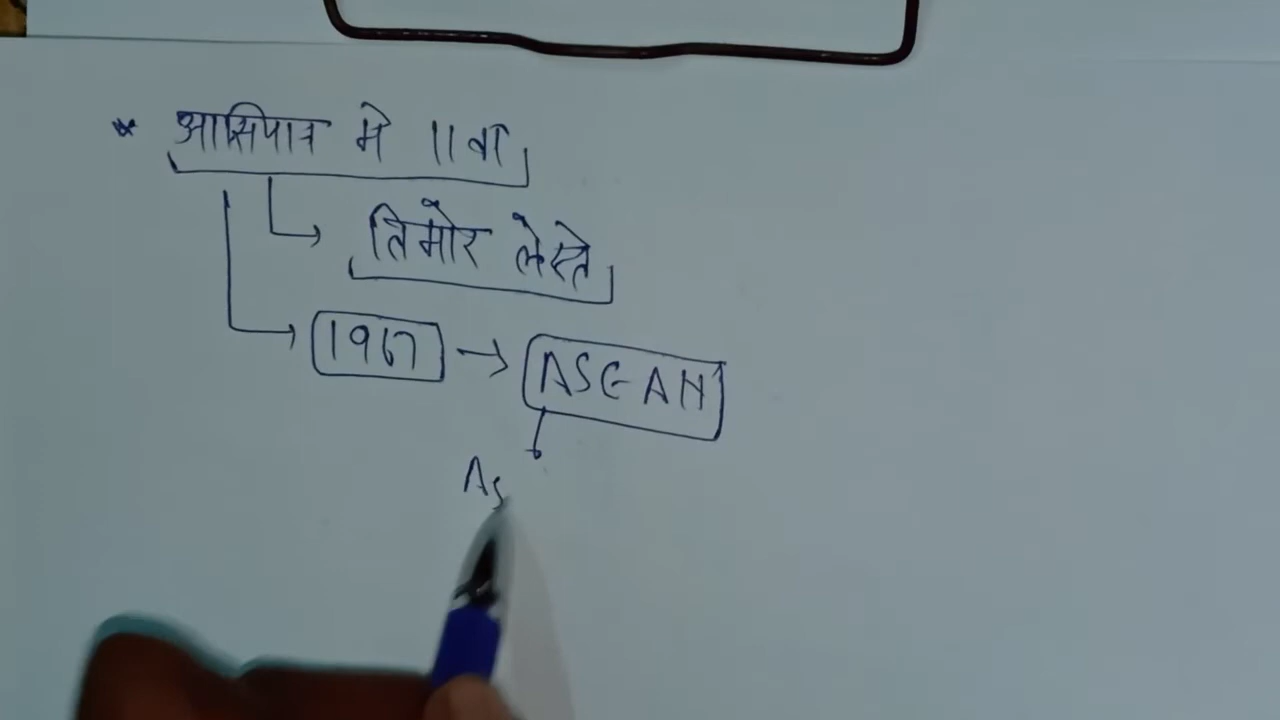 * आसियान मे 11वा
तिमोर लेस्ते
1967 → ASEAN
As